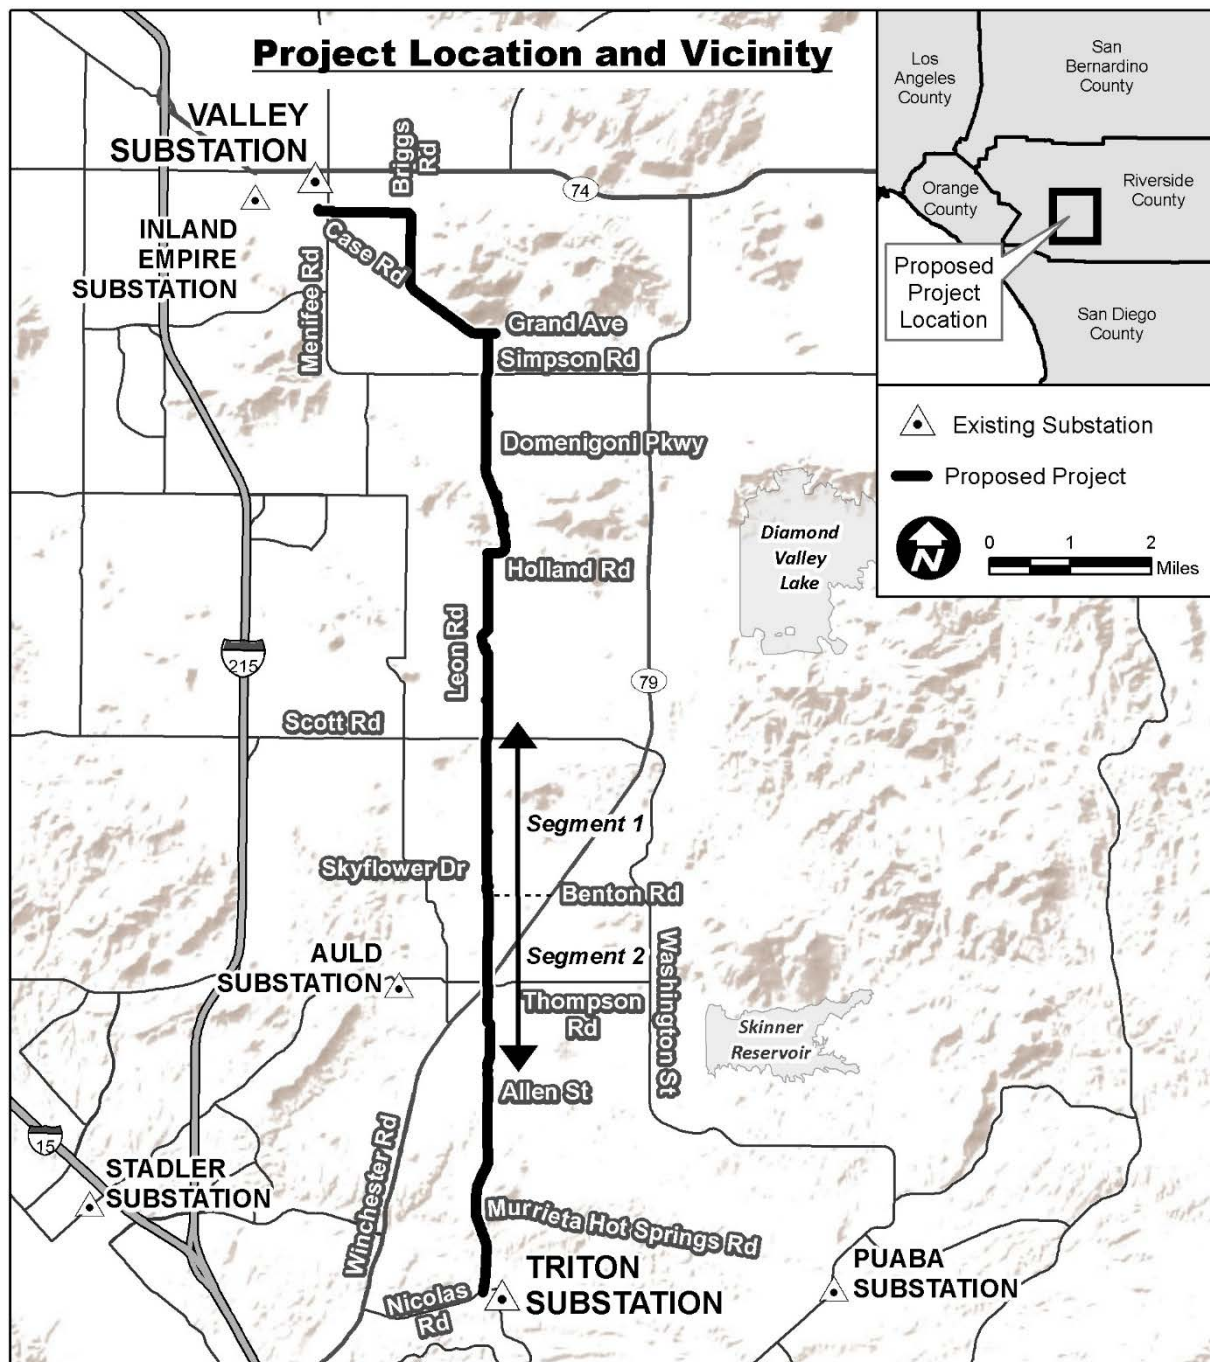 Project Location and Vicinity
VALLEY
SUBSTATION
Briggs
Rd
74
INLAND
EMPIRE
SUBSTATION
Menifee Rd
Case Rd
Grand Ave
Simpson Rd
Domenigoni Pkwy
Diamond
Valley
Lake
Holland Rd
Leon Rd
215
79
Scott Rd
Segment 1
Skyflower Dr
Benton Rd
AULD
SUBSTATION
Segment 2
Thompson
Rd
Washington St
Skinner
Reservoir
Allen St
15
STADLER
SUBSTATION
Winchester Rd
Murrieta Hot Springs Rd
TRITON
SUBSTATION
PUABA
SUBSTATION
Nicolas
Rd
Los
Angeles
County
San
Bernardino
County
Orange
County
Riverside
County
Proposed
Project
Location
San Diego
County
Existing Substation
Proposed Project
N
0 1 2
Miles